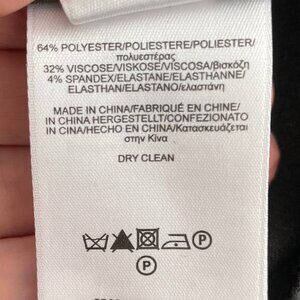 64% POLYESTER/POLIESTERE/POLIESTER/
πολυεστέρας
32% VISCOSE/VISKOSE/VISCOSA/Βισκόζη
4% SPANDEX/ELASTANE/ELASTHANNE/
ELASTHAN/ELASTANO/ελαστάνη
MADE IN CHINA/FABRIQUÉ EN CHINE/
IN CHINA HERGESTELLT/CONFEZIONATO
IN CINA/HECHO EN CHINA/Κατασκευάζεται
στην Κίνα
DRY CLEAN
P
P